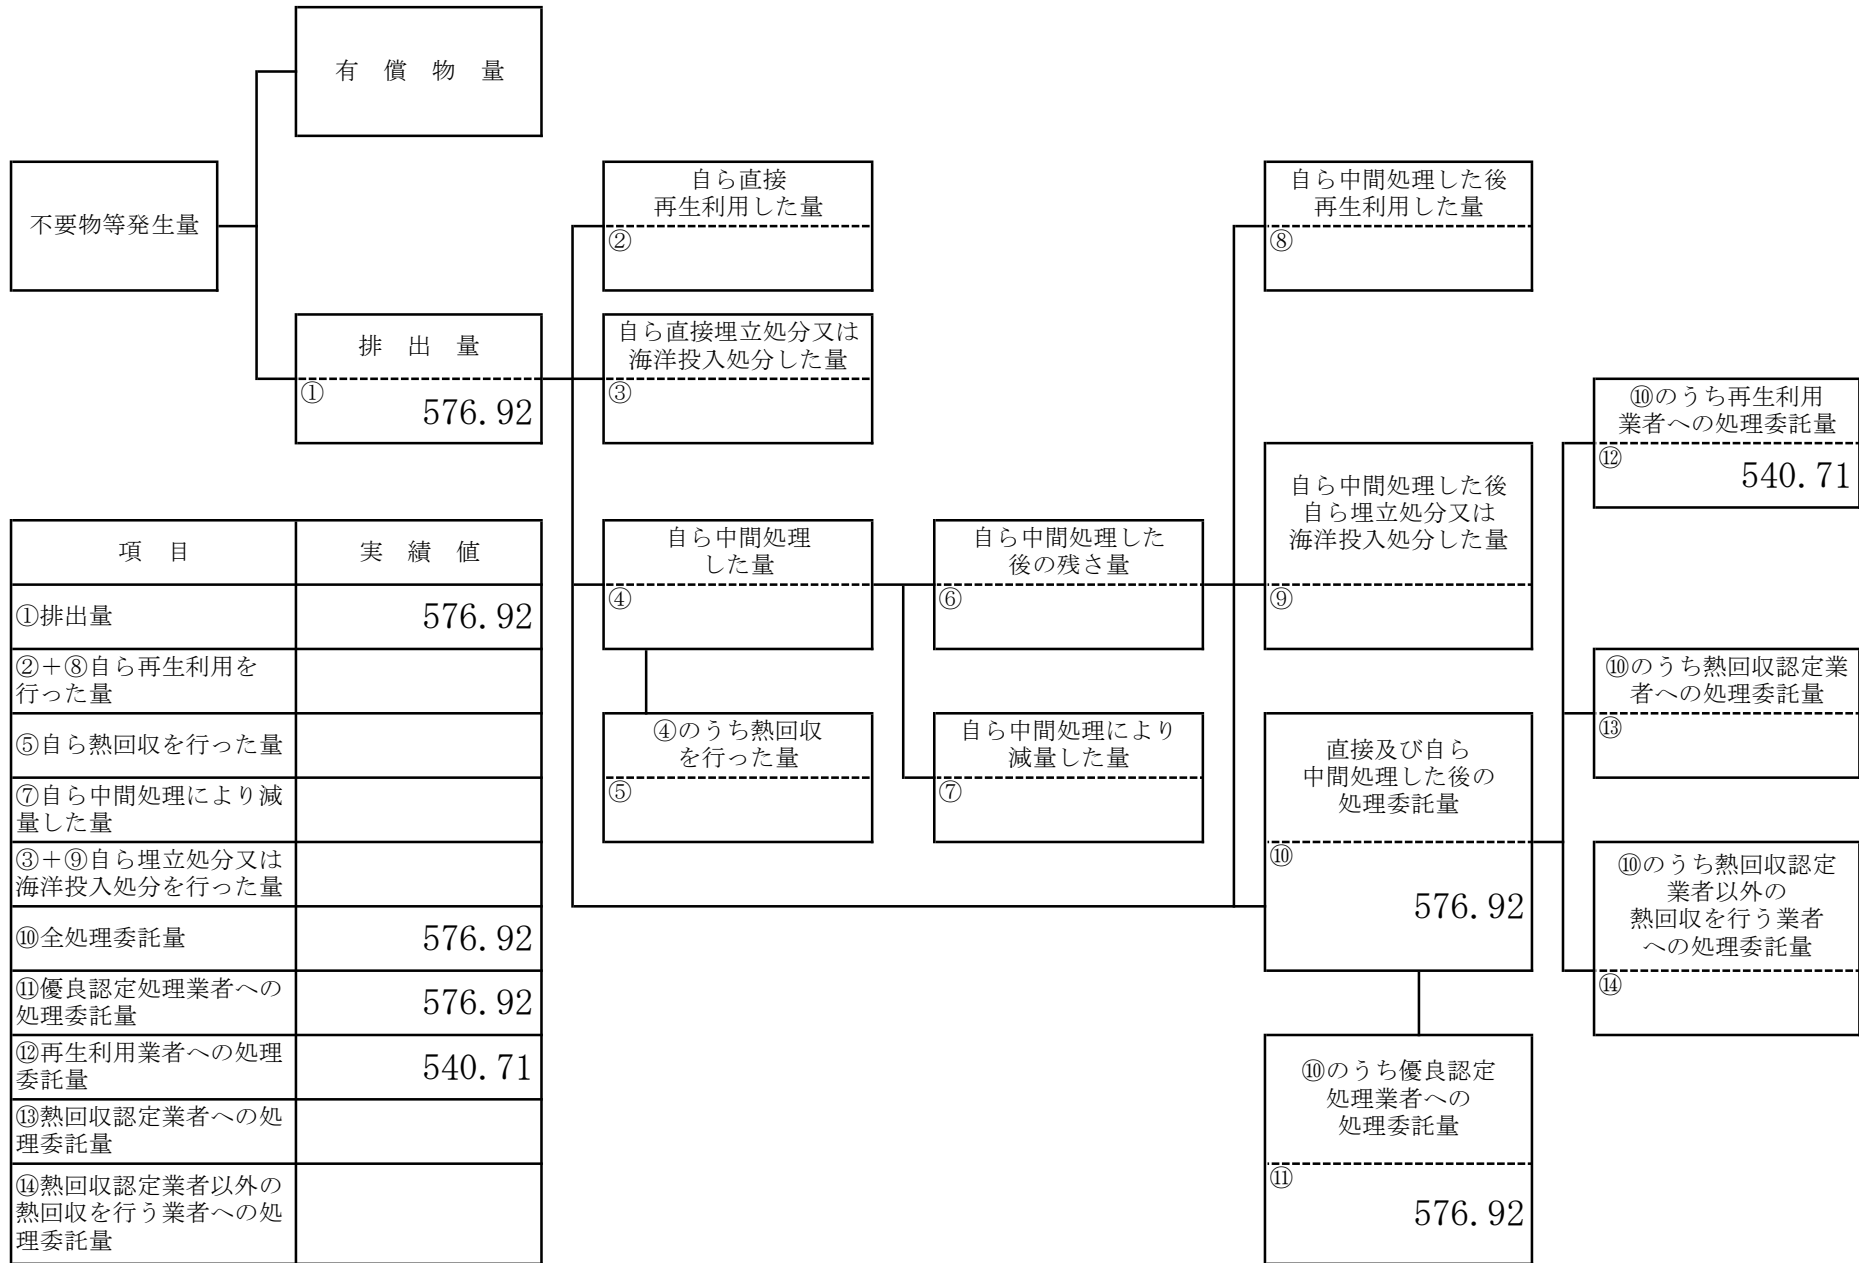 有 償 物 量
不要物等発生量
排 出 量
①
576.92
自ら直接
再生利用した量
②
自ら直接埋立処分又は
海洋投入処分した量
③
自ら中間処理
した量
④
④のうち熱回収
を行った量
⑤
自ら中間処理した
後の残さ量
⑥
自ら中間処理により
減量した量
⑦
自ら中間処理した後
再生利用した量
⑧
自ら中間処理した後
自ら埋立処分又は
海洋投入処分した量
⑨
直接及び自ら
中間処理した後の
処理委託量
⑩
576.92
⑩のうち優良認定
処理業者への
処理委託量
⑪
576.92
⑩のうち再生利用
業者への処理委託量
⑫
540.71
⑩のうち熱回収認定業
者への処理委託量
⑬
⑩のうち熱回収認定
業者以外の
熱回収を行う業者
への処理委託量
⑭
項 目 実 績 値
①排出量 576.92
②+⑧自ら再生利用を
行った量
⑤自ら熱回収を行った量
⑦自ら中間処理により減
量した量
③+⑨自ら埋立処分又は
海洋投入処分を行った量
⑩全処理委託量 576.92
⑪優良認定処理業者への
処理委託量 576.92
⑫再生利用業者への処理
委託量 540.71
⑬熱回収認定業者への処
理委託量
⑭熱回収認定業者以外の
熱回収を行う業者への処
理委託量